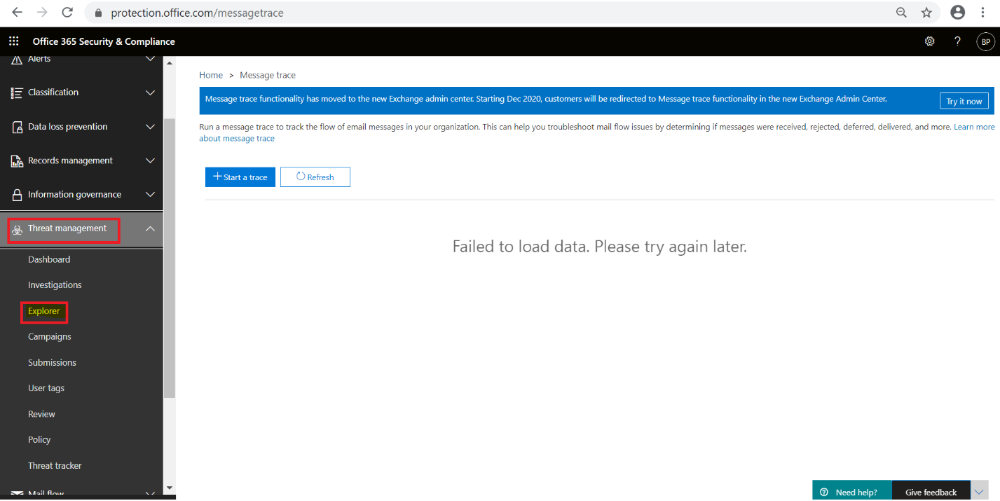 protection.office.com/messagetrace
Office 365 Security & Compliance
?
BP
Alerts
Classification
Data loss prevention
Records management
Information governance
Threat management
Dashboard
Investigations
Explorer
Campaigns
Submissions
User tags
Review
Policy
Threat tracker
Mail flow
Home > Message trace
Message trace functionality has moved to the new Exchange admin center. Starting Dec 2020, customers will be redirected to Message trace functionality in the new Exchange Admin Center.
Try it now
Run a message trace to track the flow of email messages in your organization. This can help you troubleshoot mail flow issues by determining if messages were received, rejected, deferred, delivered, and more. Learn more
about message trace
+ Start a trace
Refresh
Failed to load data. Please try again later.
? Need help?
Give feedback